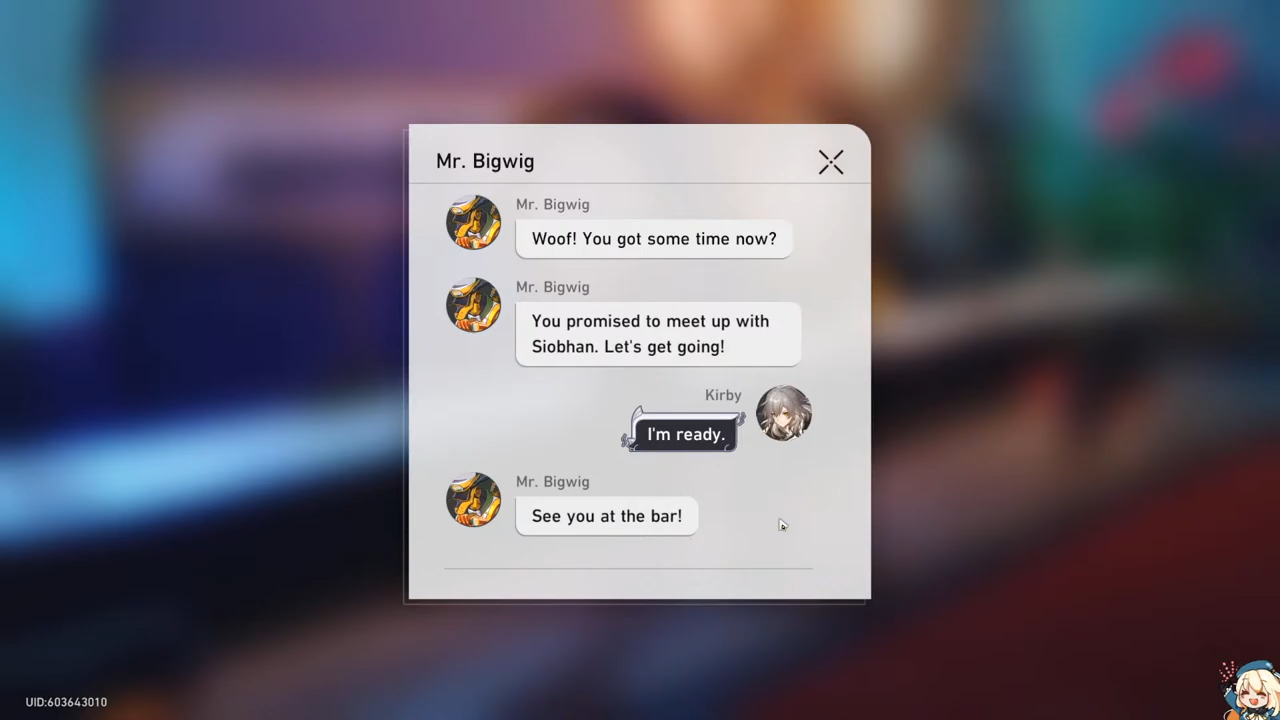 Mr. Bigwig
Mr. Bigwig
Woof! You got some time now?
Mr. Bigwig
You promised to meet up with
Siobhan. Let's get going!
Kirby
I'm ready.
Mr. Bigwig
See you at the bar!
UID:603643010